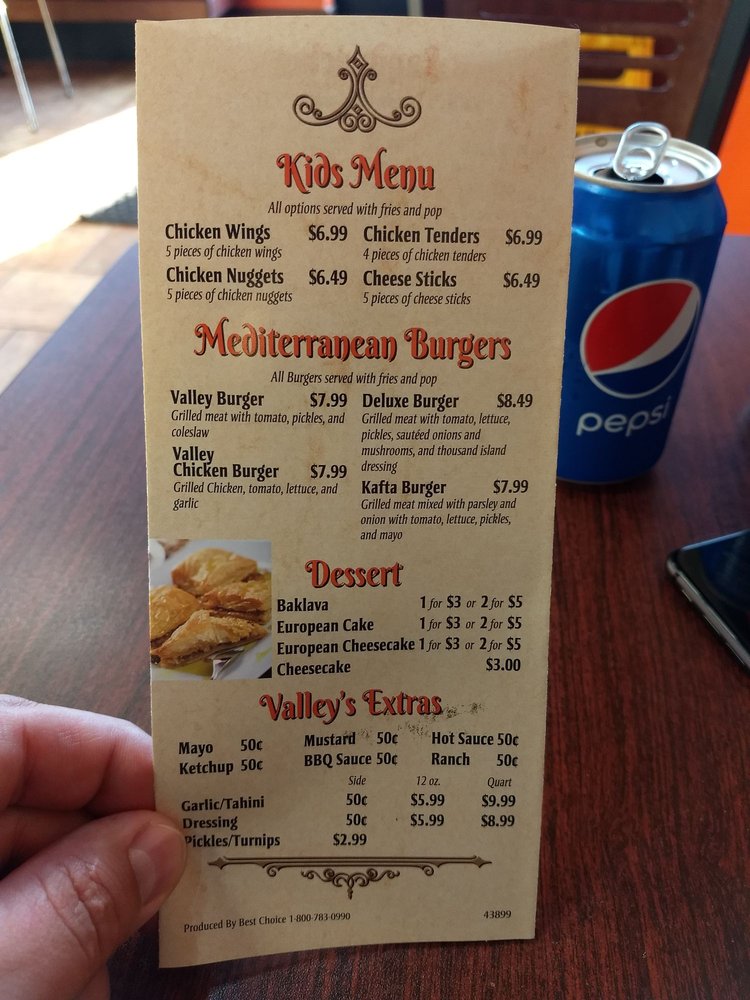 Kids Menu
All options served with fries and pop
Chicken Wings $6.99
5 pieces of chicken wings
Chicken Tenders $6.99
4 pieces of chicken tenders
Chicken Nuggets $6.49
5 pieces of chicken nuggets
Cheese Sticks $6.49
5 pieces of cheese sticks
Mediterranean Burgers
All Burgers served with fries and pop
Valley Burger $7.99
Grilled meat with tomato, pickles, and
coleslaw
Valley
Chicken Burger $7.99
Grilled Chicken, tomato, lettuce, and
garlic
Deluxe Burger $8.49
Grilled meat with tomato, lettuce,
pickles, sautéed onions and
mushrooms, and thousand island
dressing
Kafta Burger $7.99
Grilled meat mixed with parsley and
onion with tomato, lettuce, pickles,
and mayo
Dessert
Baklava 1 for $3 or 2 for $5
European Cake 1 for $3 or 2 for $5
European Cheesecake 1 for $3 or 2 for $5
Cheesecake $3.00
Valley's Extras
Mayo 50¢ Mustard 50¢ Hot Sauce 50¢
Ketchup 50¢ BBQ Sauce 50¢ Ranch 50¢
Side 12 oz. Quart
Garlic/Tahini 50¢ $5.99 $9.99
Dressing 50¢ $5.99 $8.99
Pickles/Turnips $2.99
Produced By Best Choice 1-800-783-0990 43899
pepsi